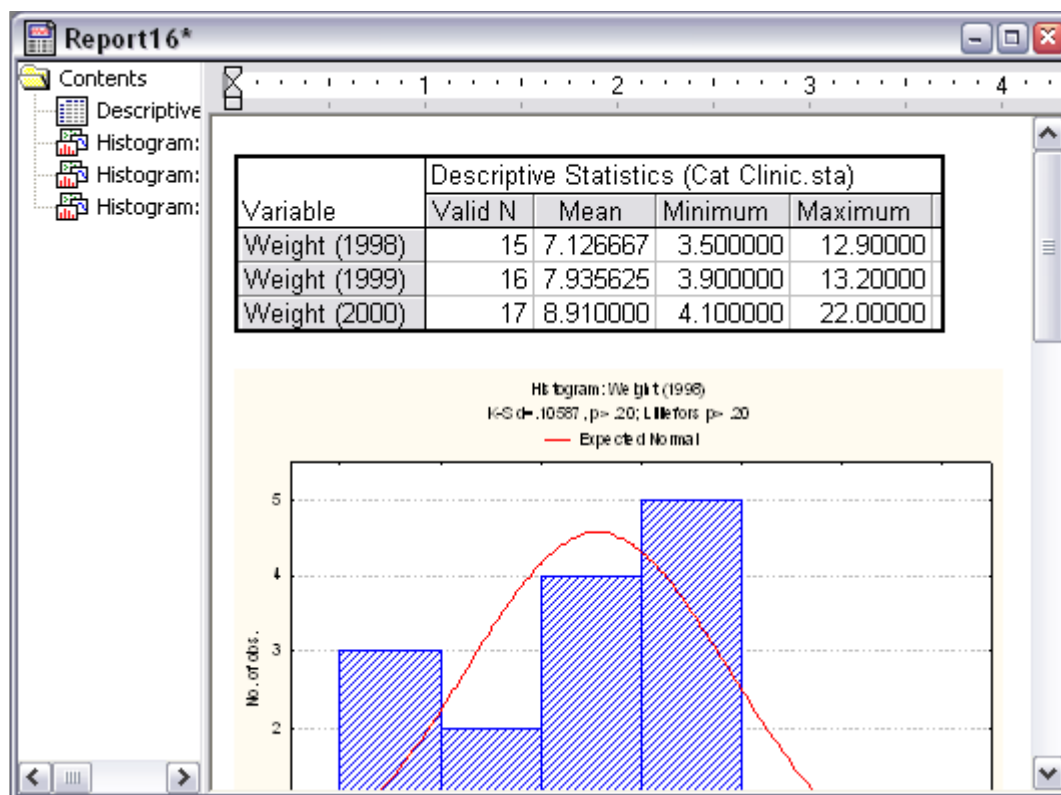 Report16*
Contents
Descriptive
Histogram:
Histogram:
Histogram:
1 2 3 4
Descriptive Statistics (Cat Clinic.sta)
Variable Valid N Mean Minimum Maximum
Weight (1998) 15 7.126667 3.500000 12.90000
Weight (1999) 16 7.935625 3.900000 13.20000
Weight (2000) 17 8.910000 4.100000 22.00000
Histogram: Weight (1998)
K-S d=.10587, p> .20; Lilliefors p> .20
Expected Normal
No. of obs.
5
4
3
2